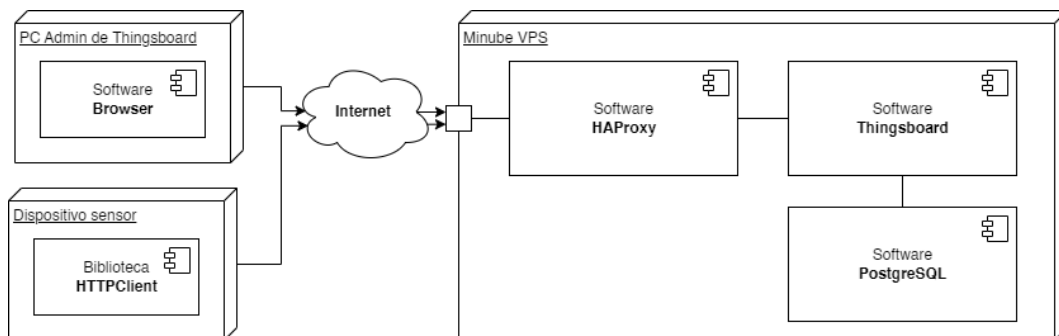 PC Admin de Thingsboard
Software
Browser
Dispositivo sensor
Biblioteca
HTTPClient
Internet
Minube VPS
Software
HAProxy
Software
Thingsboard
Software
PostgreSQL